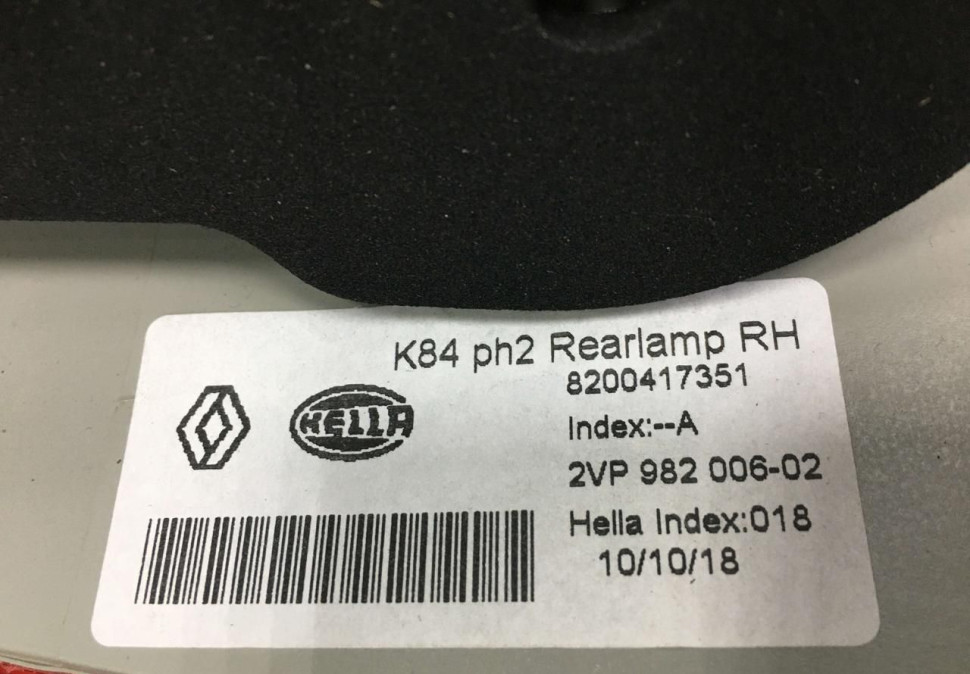 K84 ph2 Rearlamp RH
8200417351
HELLA
Index:--A
2VP 982 006-02
Hella Index:018
10/10/18